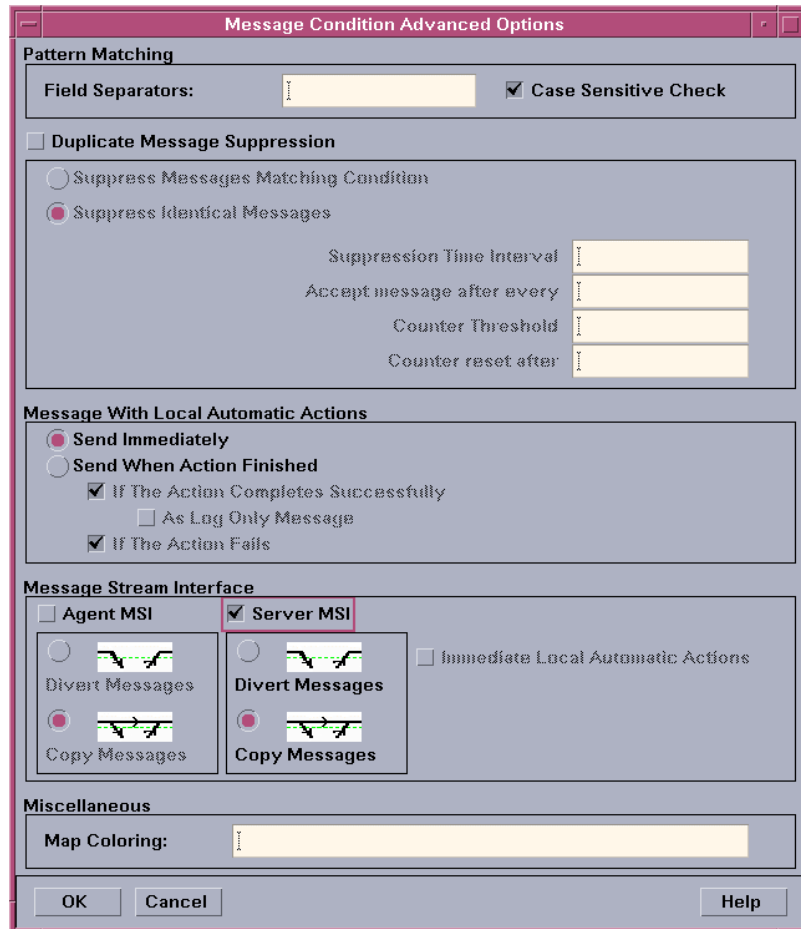 Message Condition Advanced Options
Pattern Matching
Field Separators:
Case Sensitive Check
Duplicate Message Suppression
Suppress Messages Matching Condition
Suppress Identical Messages
Suppression Time Interval
Accept message after every
Counter Threshold
Counter reset after
Message With Local Automatic Actions
Send Immediately
Send When Action Finished
If The Action Completes Successfully
As Log Only Message
If The Action Fails
Message Stream Interface
Agent MSI
Server MSI
Immediate Local Automatic Actions
Divert Messages
Divert Messages
Copy Messages
Copy Messages
Miscellaneous
Map Coloring:
OK
Cancel
Help